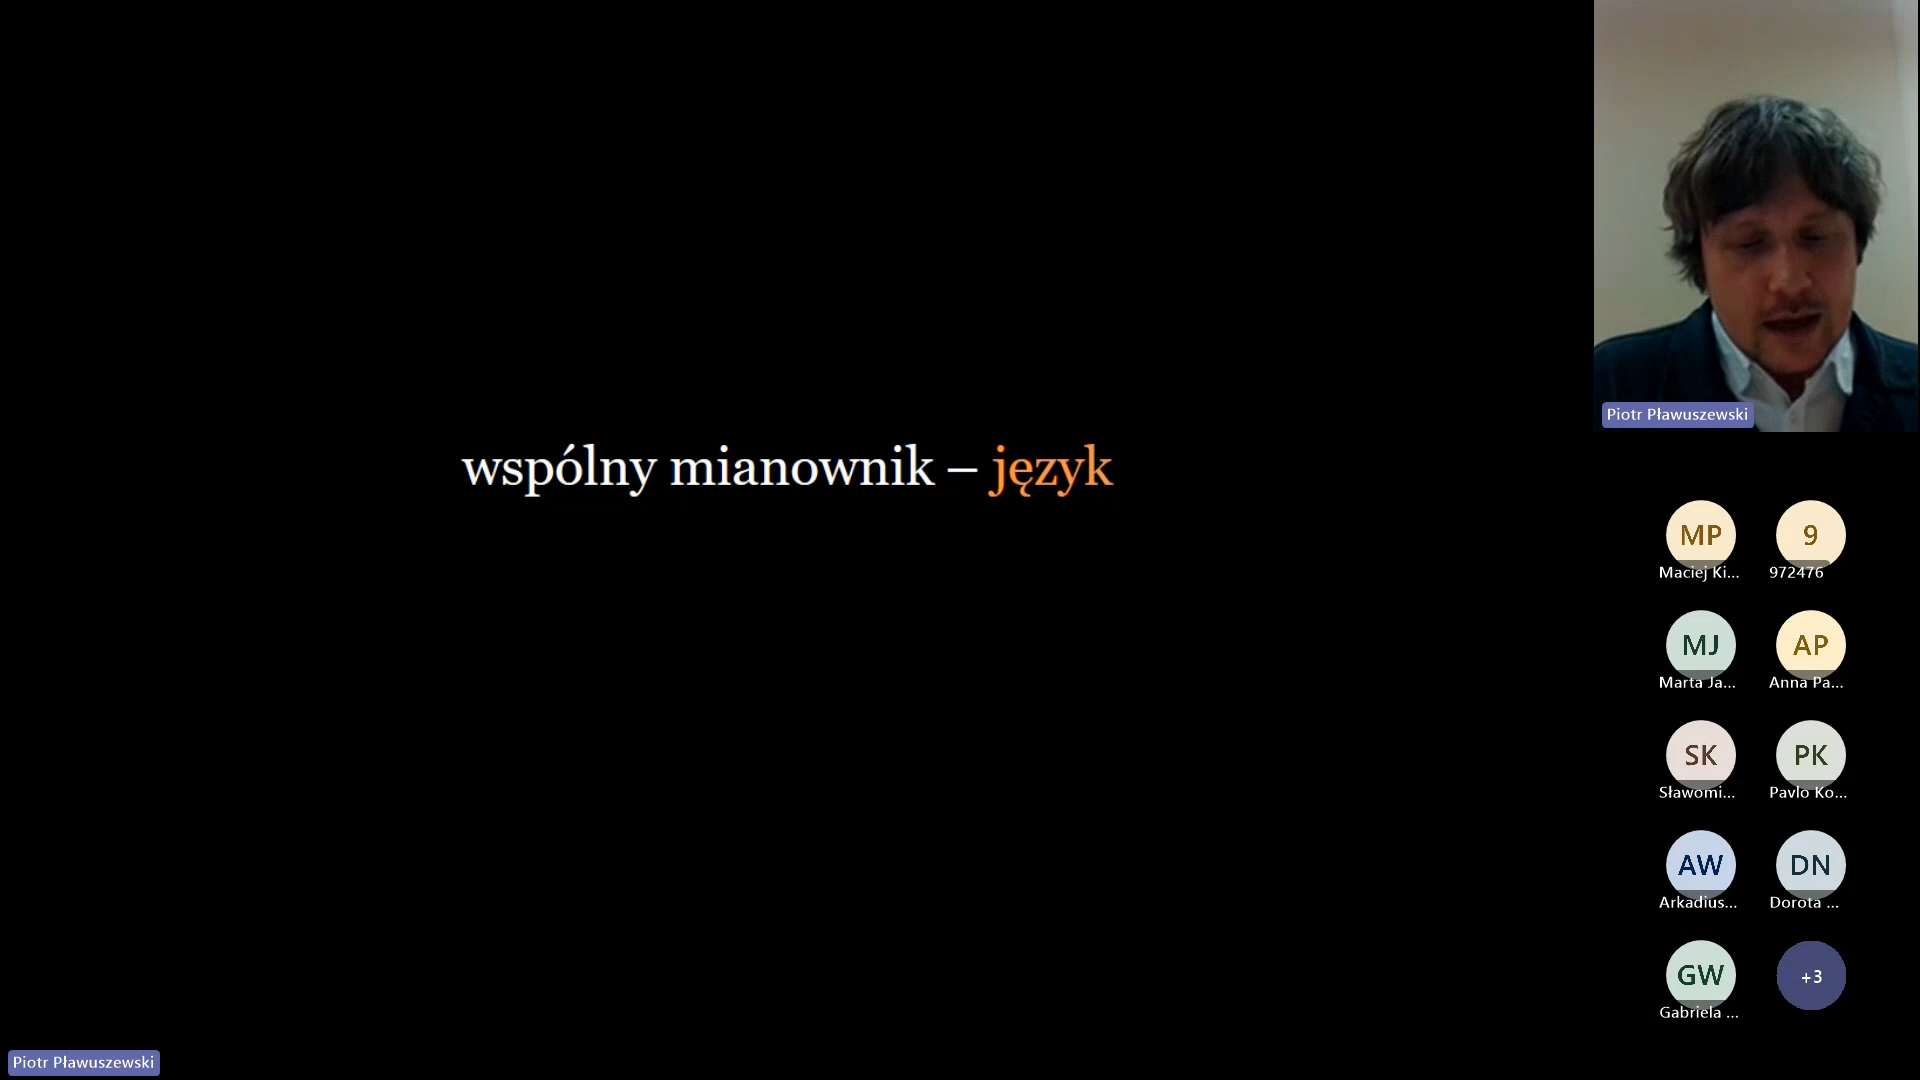 wspólny mianownik – język
Piotr Pławuszewski
MP
Maciej Ki...
9
972476
MJ
Marta Ja...
AP
Anna Pa...
SK
Sławomi...
PK
Pavlo Ko...
AW
Arkadius...
DN
Dorota ...
GW
Gabriela ...
+3
Piotr Pławuszewski